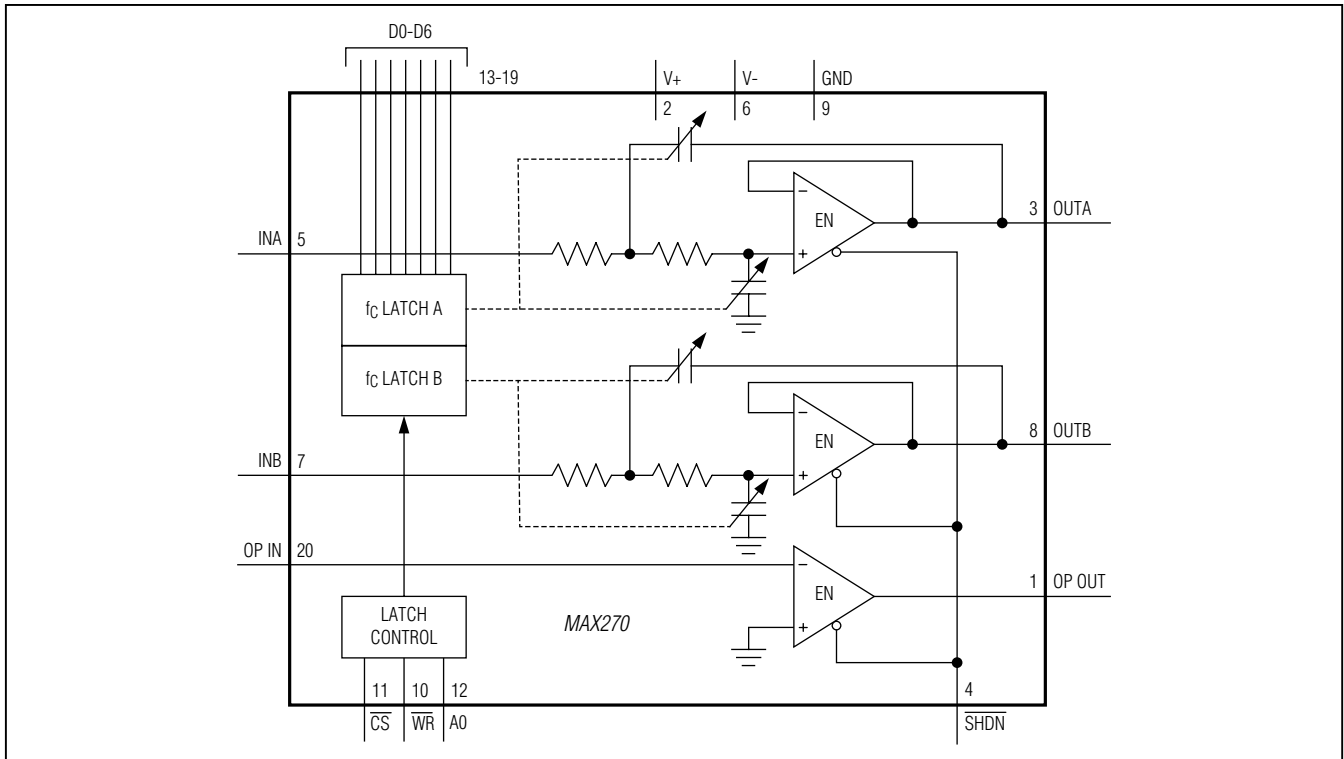 D0-D6
13-19
V+
V-
GND
2
6
9
INA 5
EN
3 OUTA
−
+
fC LATCH A
fC LATCH B
INB 7
EN
8 OUTB
−
+
OP IN 20
EN
1 OP OUT
−
+
LATCH
CONTROL
MAX270
11 10 12
4
CS WR A0
SHDN